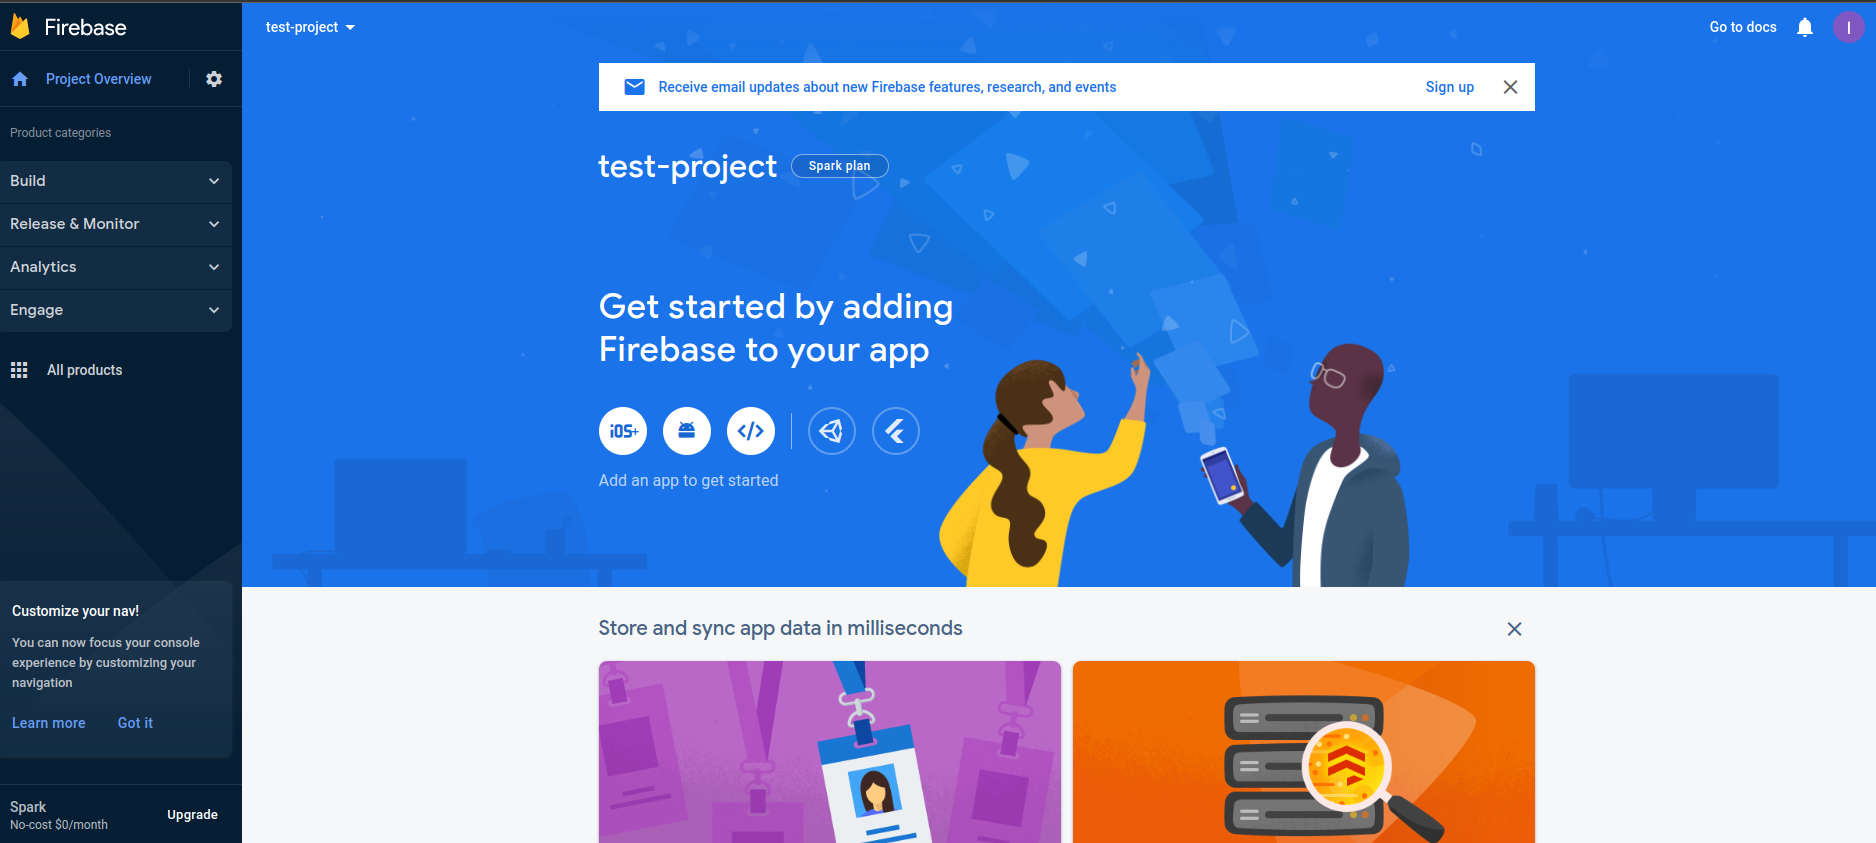 Firebase
test-project
Go to docs
I
Project Overview
Receive email updates about new Firebase features, research, and events
Sign up
Product categories
Build
Release & Monitor
Analytics
Engage
All products
test-project
Spark plan
Get started by adding
Firebase to your app
iOS+
</>
Add an app to get started
Customize your nav!
You can now focus your console
experience by customizing your
navigation
Learn more
Got it
Spark
No-cost $0/month
Upgrade
Store and sync app data in milliseconds